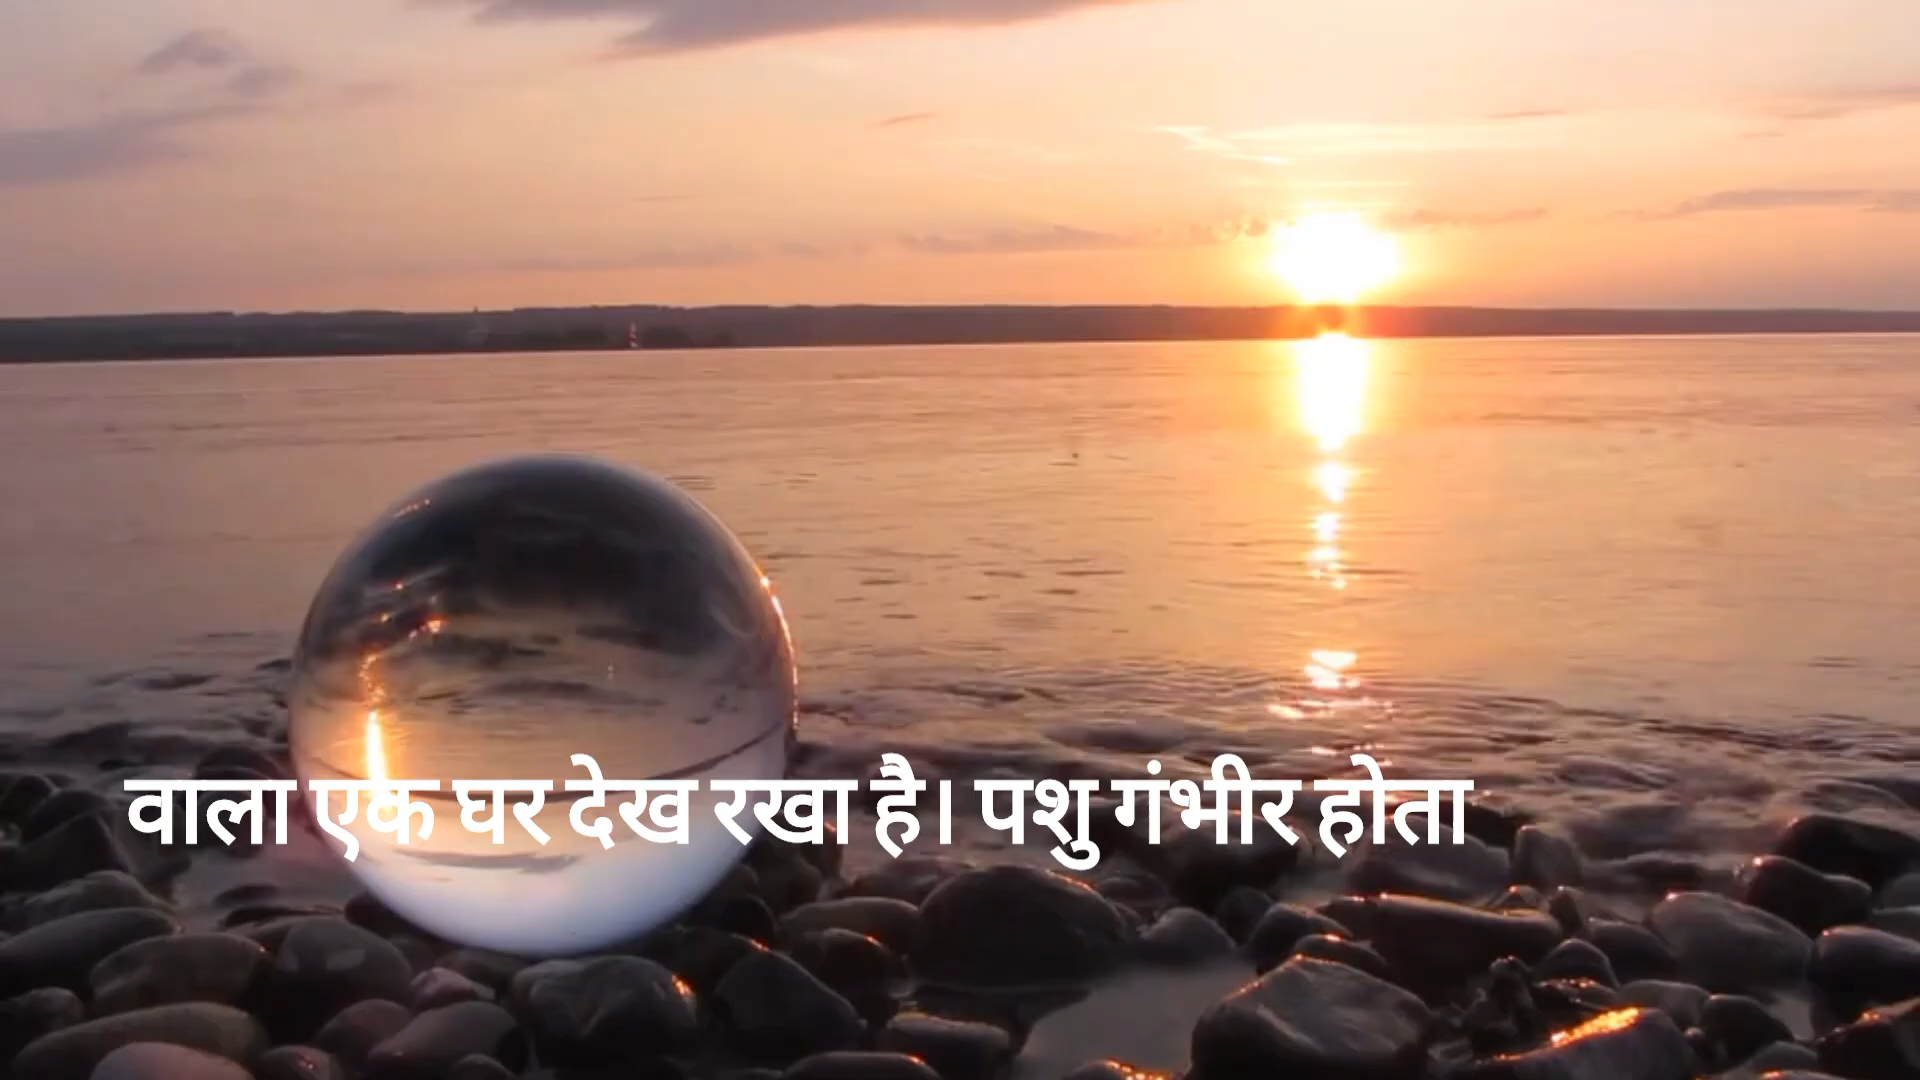 वाला एक घर देख रखा है। पशु गंभीर होता